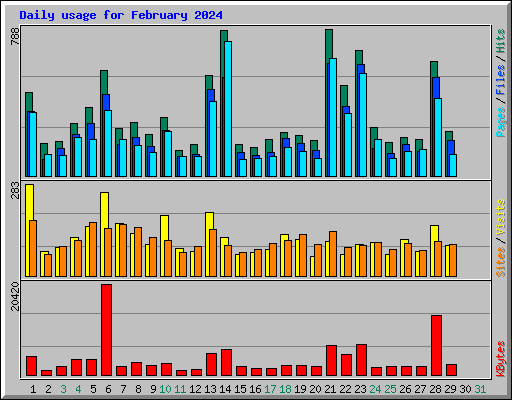 Daily usage for February 2024
788
Pages / Files / Hits
283
Sites / Visits
20420
KBytes
1 2 3 4 5 6 7 8 9 10 11 12 13 14 15 16 17 18 19 20 21 22 23 24 25 26 27 28 29 30 31